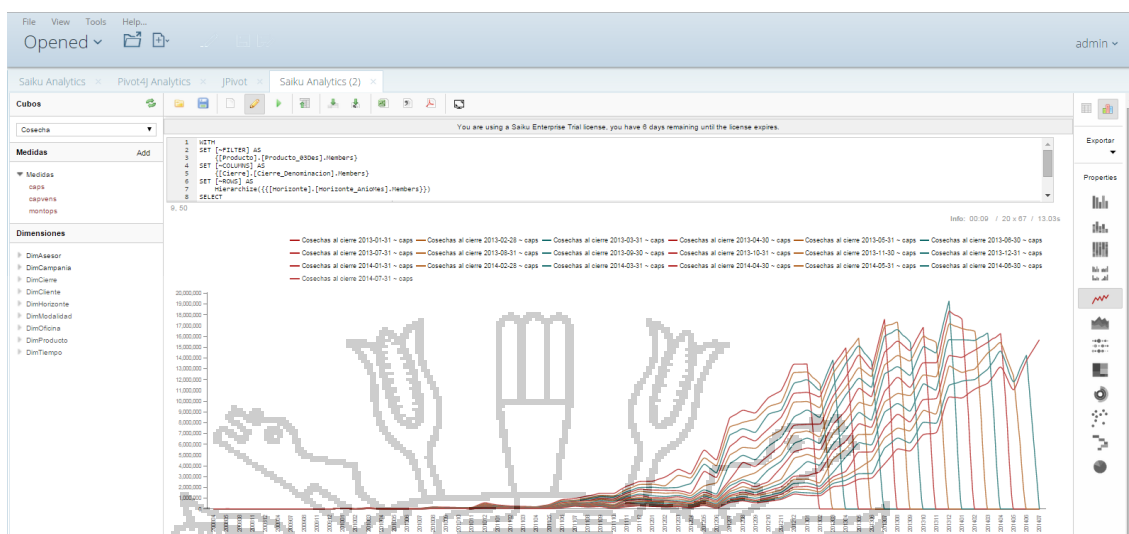 File View Tools Help...
Opened
admin
Saiku Analytics × Pivot4J Analytics × JPivot × Saiku Analytics (2) ×
Cubos
Cosecha
You are using a Saiku Enterprise Trial license, you have 6 days remaining until the license expires.
Medidas Add
Medidas
caps
capvens
montops
Dimensiones
DimAsesor
DimCampania
DimCierre
DimCliente
DimHorizonte
DimModalidad
DimOficina
DimProducto
DimTiempo
1 WITH
2 SET [~FILTER] AS
3 {[Producto].[Producto_03Des].Members}
4 SET [~COLUMNS] AS
5 {[Cierre].[Cierre_Denominacion].Members}
6 SET [~ROWS] AS
7 Hierarchize({{[Horizonte].[Horizonte_AnioMes].Members}})
8 SELECT
9, 50
Info: 00:09 / 20 x 67 / 13.03s
Exportar
Properties
Cosechas al cierre 2013-01-31 ~ caps Cosechas al cierre 2013-02-28 ~ caps Cosechas al cierre 2013-03-31 ~ caps Cosechas al cierre 2013-04-30 ~ caps Cosechas al cierre 2013-05-31 ~ caps Cosechas al cierre 2013-06-30 ~ caps
Cosechas al cierre 2013-07-31 ~ caps Cosechas al cierre 2013-08-31 ~ caps Cosechas al cierre 2013-09-30 ~ caps Cosechas al cierre 2013-10-31 ~ caps Cosechas al cierre 2013-11-30 ~ caps Cosechas al cierre 2013-12-31 ~ caps
Cosechas al cierre 2014-01-31 ~ caps Cosechas al cierre 2014-02-28 ~ caps Cosechas al cierre 2014-03-31 ~ caps Cosechas al cierre 2014-04-30 ~ caps Cosechas al cierre 2014-05-31 ~ caps Cosechas al cierre 2014-06-30 ~ caps
Cosechas al cierre 2014-07-31 ~ caps
20,000,000
19,000,000
18,000,000
17,000,000
16,000,000
15,000,000
14,000,000
13,000,000
12,000,000
11,000,000
10,000,000
9,000,000
8,000,000
7,000,000
6,000,000
5,000,000
4,000,000
3,000,000
2,000,000
1,000,000